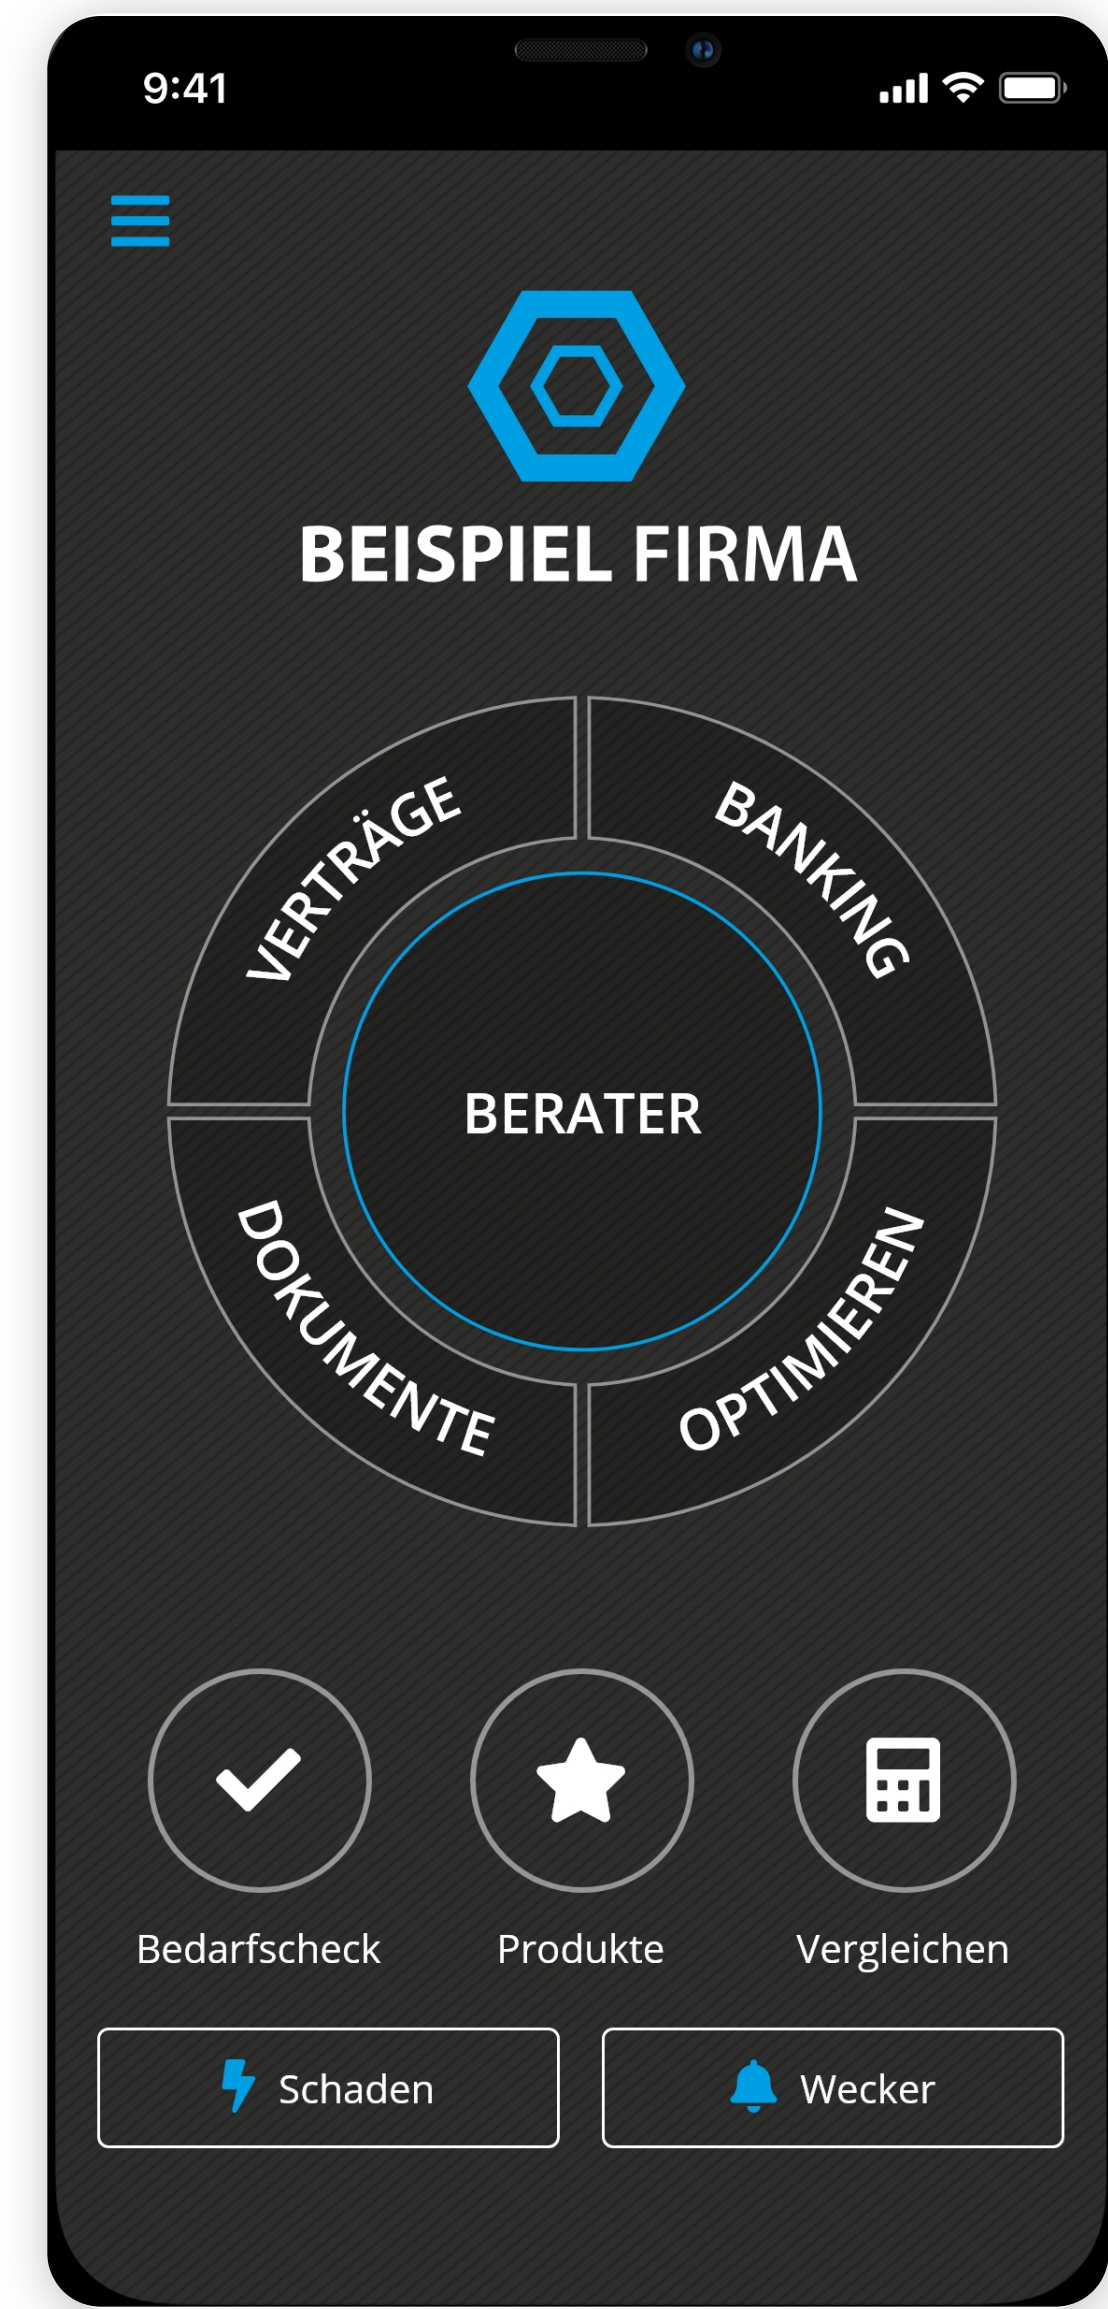 9:41
BEISPIEL FIRMA
VERTRÄGE
BANKING
BERATER
DOKUMENTE
OPTIMIEREN
Bedarfscheck
Produkte
Vergleichen
Schaden
Wecker